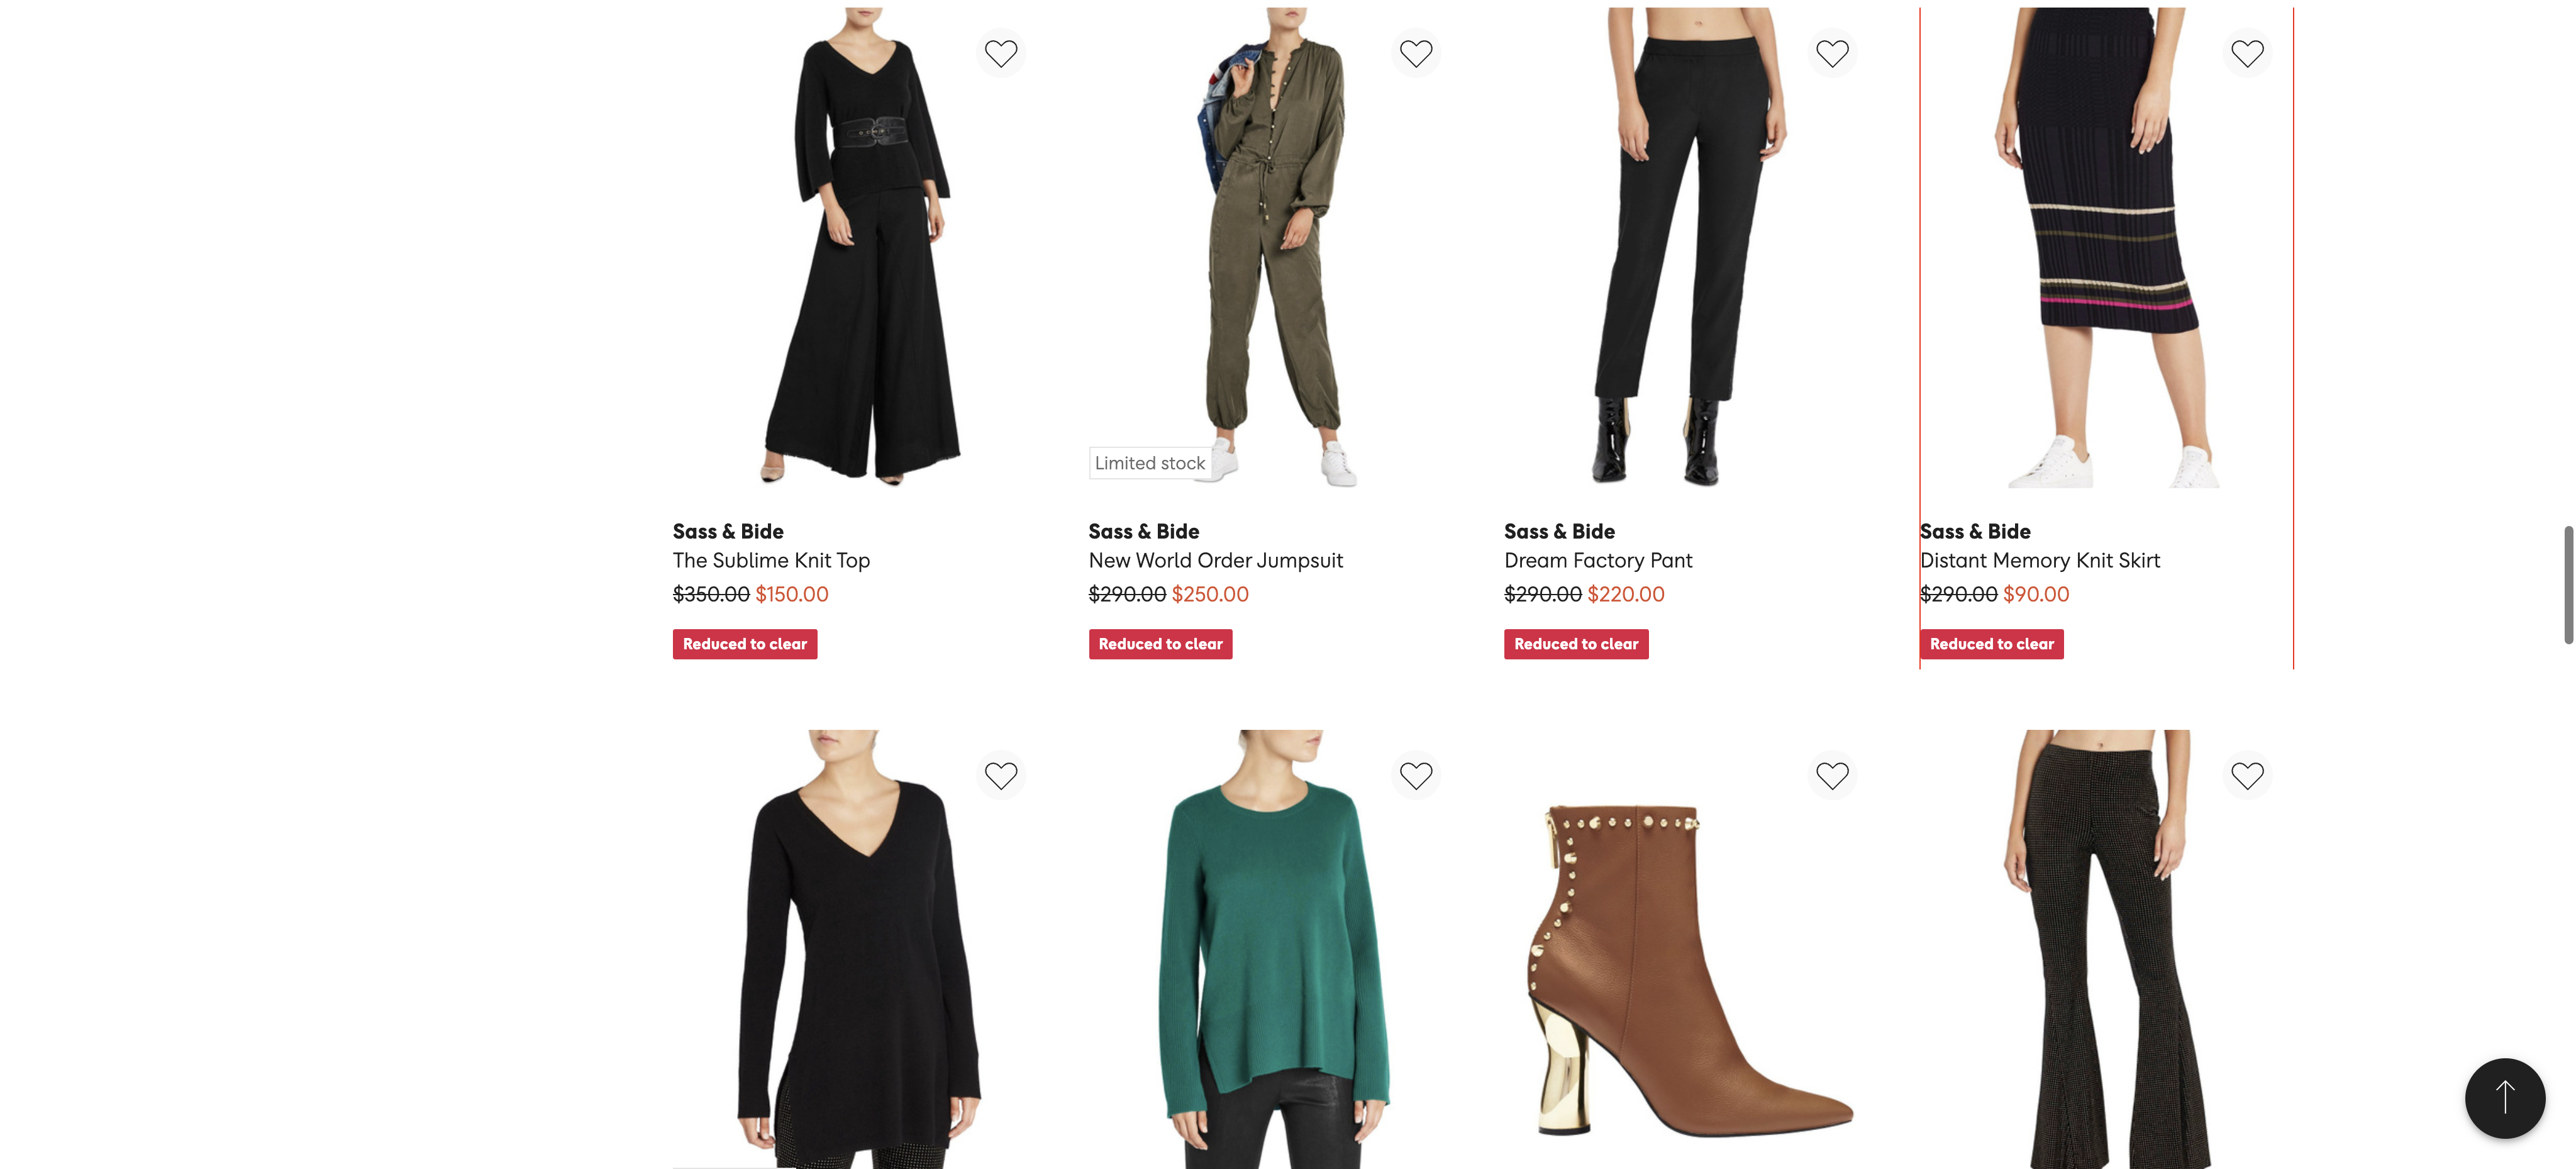 Limited stock
Sass & Bide
The Sublime Knit Top
$350.00 $150.00
Reduced to clear
Sass & Bide
New World Order Jumpsuit
$290.00 $250.00
Reduced to clear
Sass & Bide
Dream Factory Pant
$290.00 $220.00
Reduced to clear
Sass & Bide
Distant Memory Knit Skirt
$290.00 $90.00
Reduced to clear